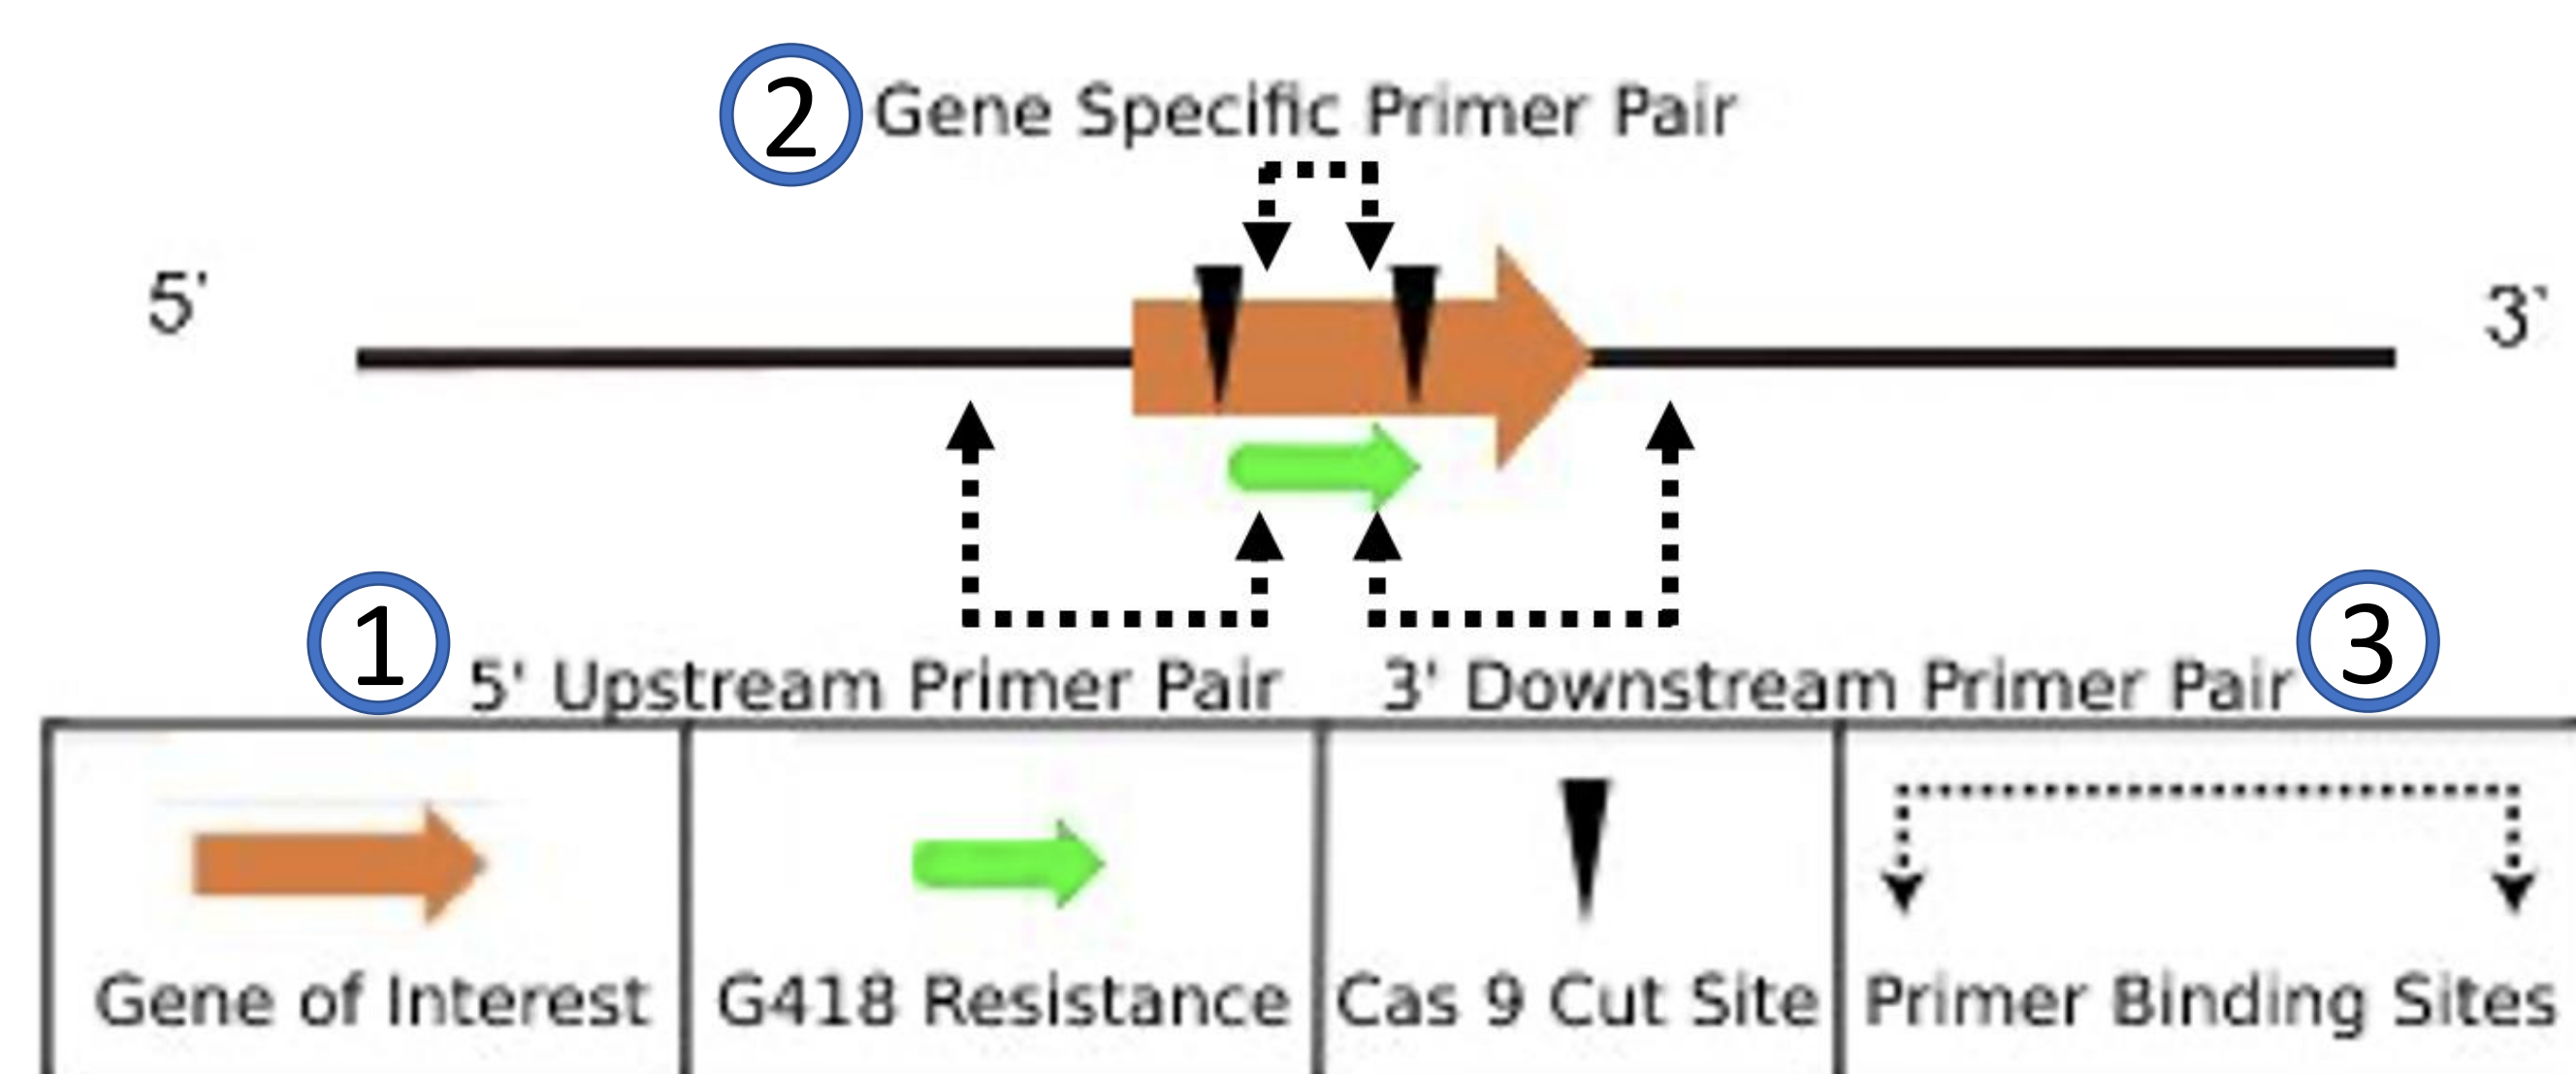 2 Gene Specific Primer Pair
5' 3'
1 5' Upstream Primer Pair 3' Downstream Primer Pair 3
Gene of Interest G418 Resistance Cas 9 Cut Site Primer Binding Sites